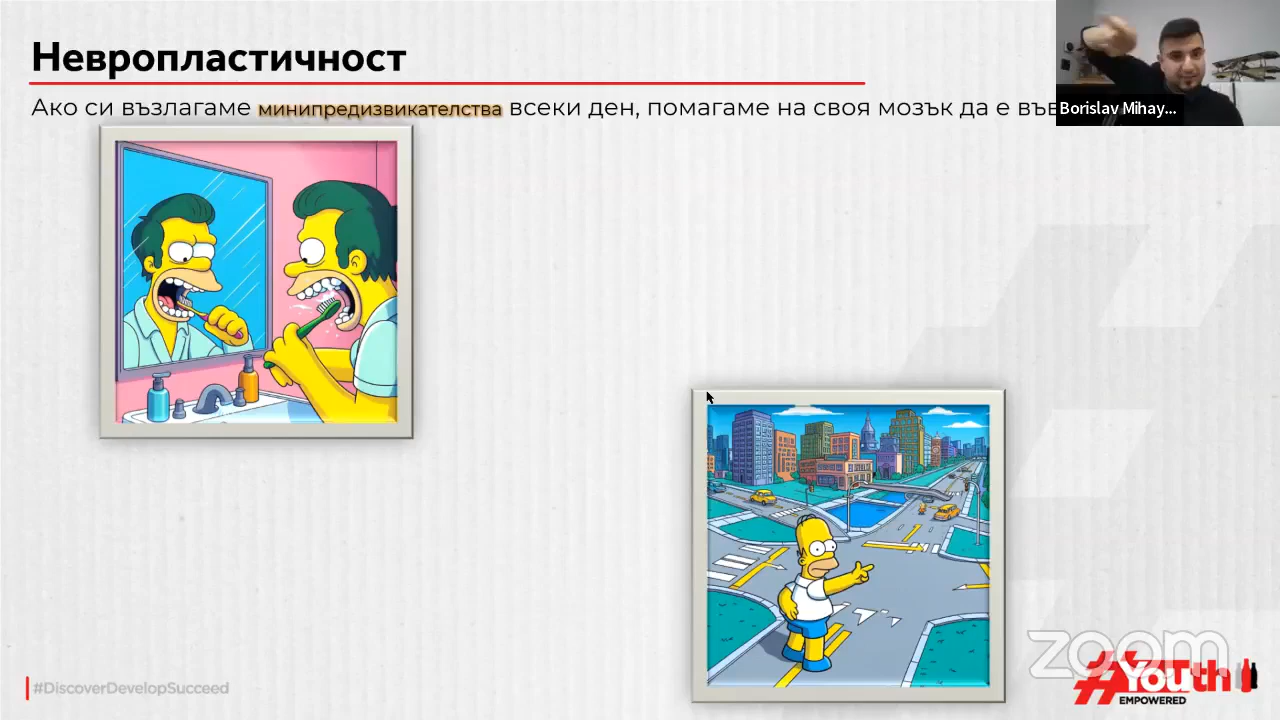 Невропластичност
Ако си възлагаме минипредизвикателства всеки ден, помагаме на своя мозък да е
Borislav Mihay...
#DiscoverDevelopSucceed
zoom
#YOUth
EMPOWERED